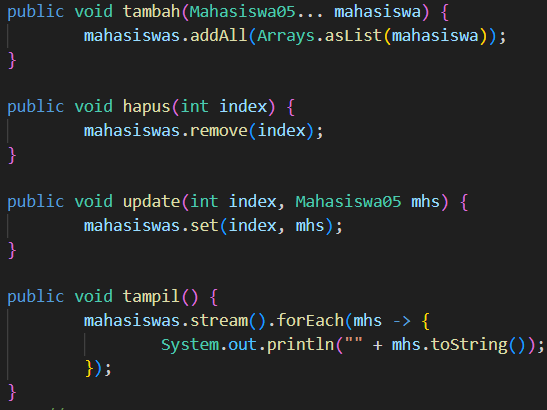 public void tambah(Mahasiswa05... mahasiswa) {
mahasiswas.addAll(Arrays.asList(mahasiswa));
}
public void hapus(int index) {
mahasiswas.remove(index);
}
public void update(int index, Mahasiswa05 mhs) {
mahasiswas.set(index, mhs);
}
public void tampil() {
mahasiswas.stream().forEach(mhs -> {
System.out.println("" + mhs.toString());
});
}